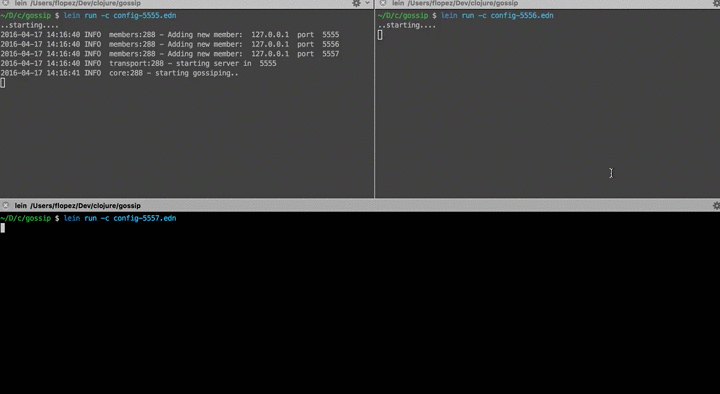 lein /Users/flopez/Dev/clojure/gossip
~/D/c/gossip $ lein run -c config-5555.edn
..starting....
2016-04-17 14:16:40 INFO  members:288 - Adding new member:  127.0.0.1  port  5555
2016-04-17 14:16:40 INFO  members:288 - Adding new member:  127.0.0.1  port  5556
2016-04-17 14:16:40 INFO  members:288 - Adding new member:  127.0.0.1  port  5557
2016-04-17 14:16:40 INFO  transport:288 - starting server in  5555
2016-04-17 14:16:41 INFO  core:288 - starting gossiping..
lein /Users/flopez/Dev/clojure/gossip
~/D/c/gossip $ lein run -c config-5556.edn
..starting....
lein /Users/flopez/Dev/clojure/gossip
~/D/c/gossip $ lein run -c config-5557.edn